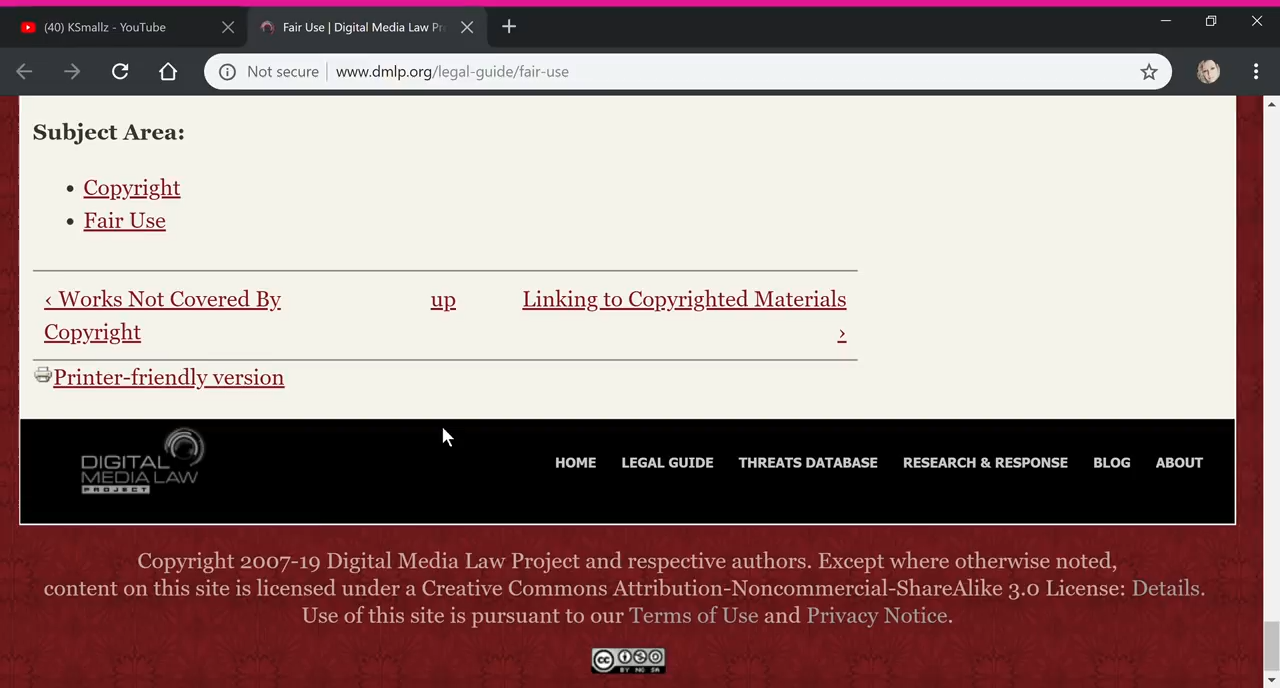 (40) KSmallz - YouTube
Fair Use | Digital Media Law Pr
Not secure | www.dmlp.org/legal-guide/fair-use
Subject Area:
• Copyright
• Fair Use
‹ Works Not Covered By
Copyright
up
Linking to Copyrighted Materials
›
Printer-friendly version
DIGITAL
MEDIA LAW
PROJECT
HOME LEGAL GUIDE THREATS DATABASE RESEARCH & RESPONSE BLOG ABOUT
Copyright 2007-19 Digital Media Law Project and respective authors. Except where otherwise noted,
content on this site is licensed under a Creative Commons Attribution-Noncommercial-ShareAlike 3.0 License: Details.
Use of this site is pursuant to our Terms of Use and Privacy Notice.
cc
BY NC SA